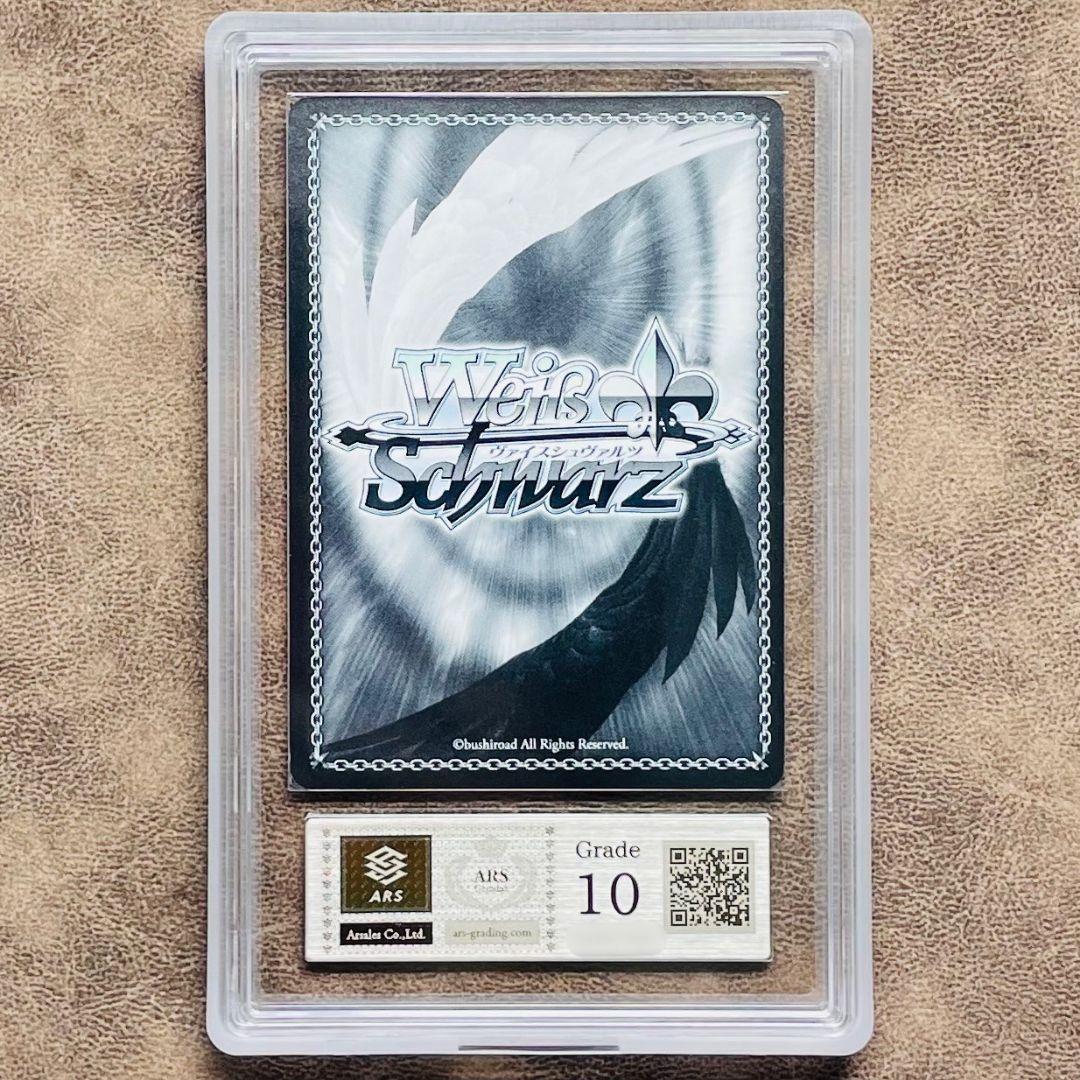 Weiß
ヴァイスシュヴァルツ
Schwarz
©bushiroad All Rights Reserved.
ARS
Arsales Co.,Ltd.
ARS
ars-grading.com
Grade
10